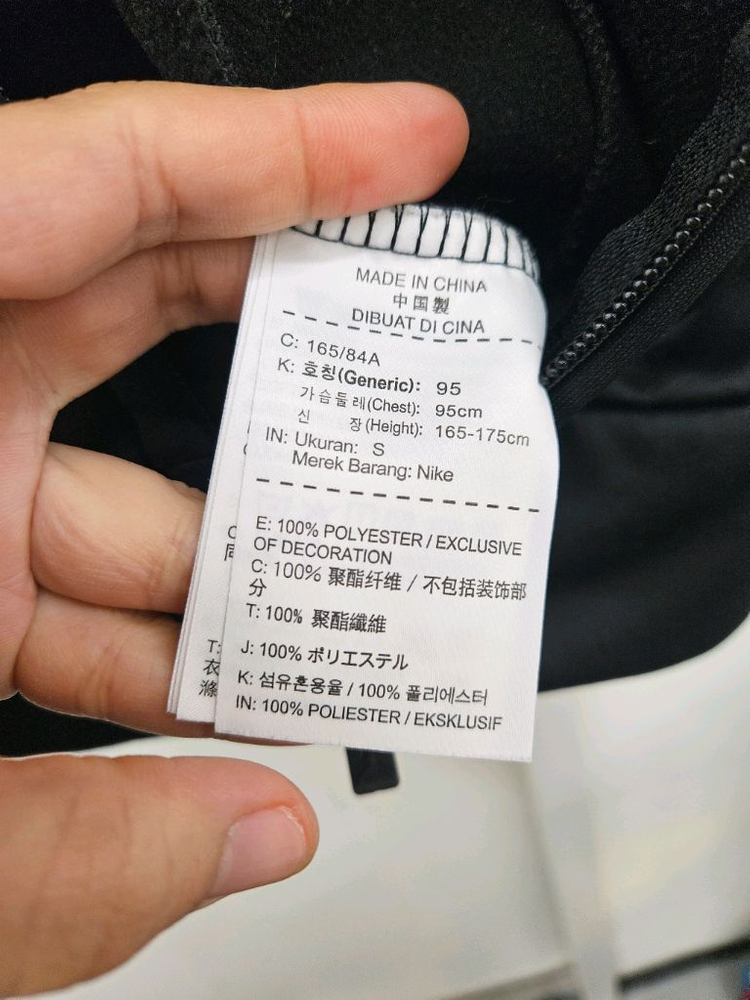 MADE IN CHINA
中国製
DIBUAT DI CINA
C: 165/84A
K: 호칭(Generic): 95
가슴둘레(Chest): 95cm
신 장(Height): 165-175cm
IN: Ukuran: S
Merek Barang: Nike
E: 100% POLYESTER / EXCLUSIVE
OF DECORATION
C: 100% 聚酯纤维 / 不包括装饰部
分
T: 100% 聚酯纖維
J: 100% ポリエステル
K: 섬유혼용율 / 100% 폴리에스터
IN: 100% POLIESTER / EKSKLUSIF
T:
衣
滌